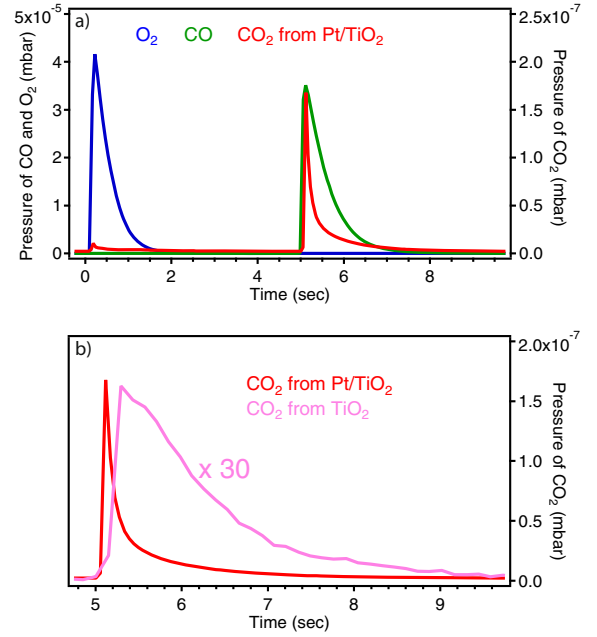 a)
O₂ CO CO₂ from Pt/TiO₂
Pressure of CO and O₂ (mbar)
5x10⁻⁵
4
3
2
1
0
2.5x10⁻⁷
2.0
1.5
1.0
0.5
0.0
Pressure of CO₂ (mbar)
0 2 4 6 8
Time (sec)
b)
CO₂ from Pt/TiO₂
CO₂ from TiO₂
x 30
2.0x10⁻⁷
1.5
1.0
0.5
0.0
Pressure of CO₂ (mbar)
5 6 7 8 9
Time (sec)